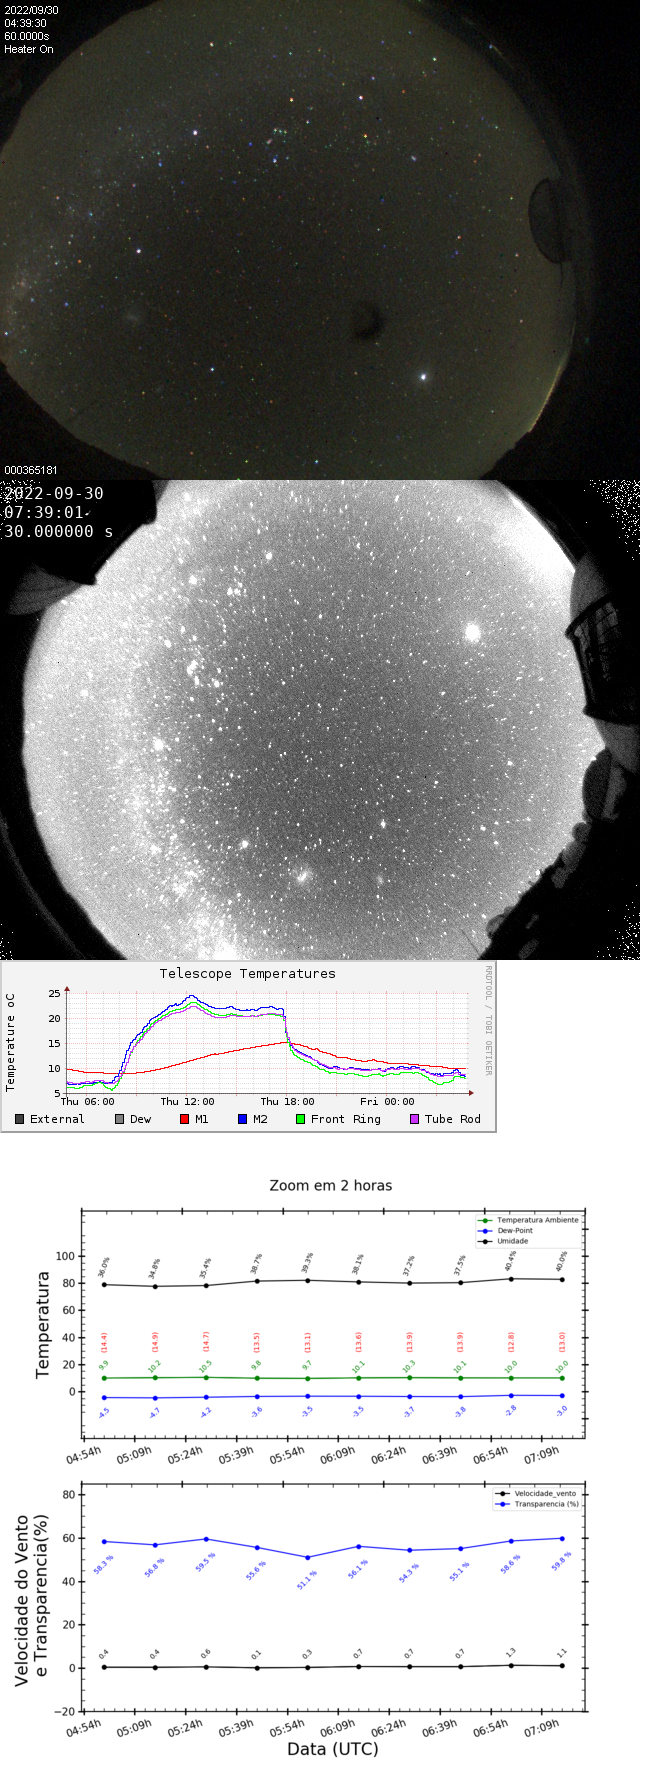 2022/09/30
04:39:30
60.0000s
Heater On
000365181
2022-09-30
07:39:01
30.000000 s
Telescope Temperatures
Temperature oC
25
20
15
10
5
Thu 06:00 Thu 12:00 Thu 18:00 Fri 00:00
External Dew M1 M2 Front Ring Tube Rod
RRDTOOL / TOBI OETIKER
Zoom em 2 horas
Temperatura
Temperatura Ambiente
Dew-Point
Umidade
100
80
60
40
20
0
36.0% 34.8% 35.4% 38.7% 39.3% 38.1% 37.2% 37.5% 40.4% 40.0%
(14.4) (14.9) (14.7) (13.5) (13.1) (13.6) (13.9) (13.9) (12.8) (13.0)
9.9 10.2 10.5 9.8 9.7 10.1 10.3 10.1 10.0 10.0
-4.5 -4.7 -4.2 -3.6 -3.5 -3.5 -3.7 -3.8 -2.8 -3.0
04:54h 05:09h 05:24h 05:39h 05:54h 06:09h 06:24h 06:39h 06:54h 07:09h
Velocidade do Vento
e Transparencia(%)
Velocidade_vento
Transparencia (%)
80
60
40
20
0
−20
58.3 % 56.8 % 59.5 % 55.6 % 51.1 % 56.1 % 54.3 % 55.1 % 58.6 % 59.8 %
0.4 0.4 0.6 0.1 0.3 0.7 0.7 0.7 1.3 1.1
04:54h 05:09h 05:24h 05:39h 05:54h 06:09h 06:24h 06:39h 06:54h 07:09h
Data (UTC)